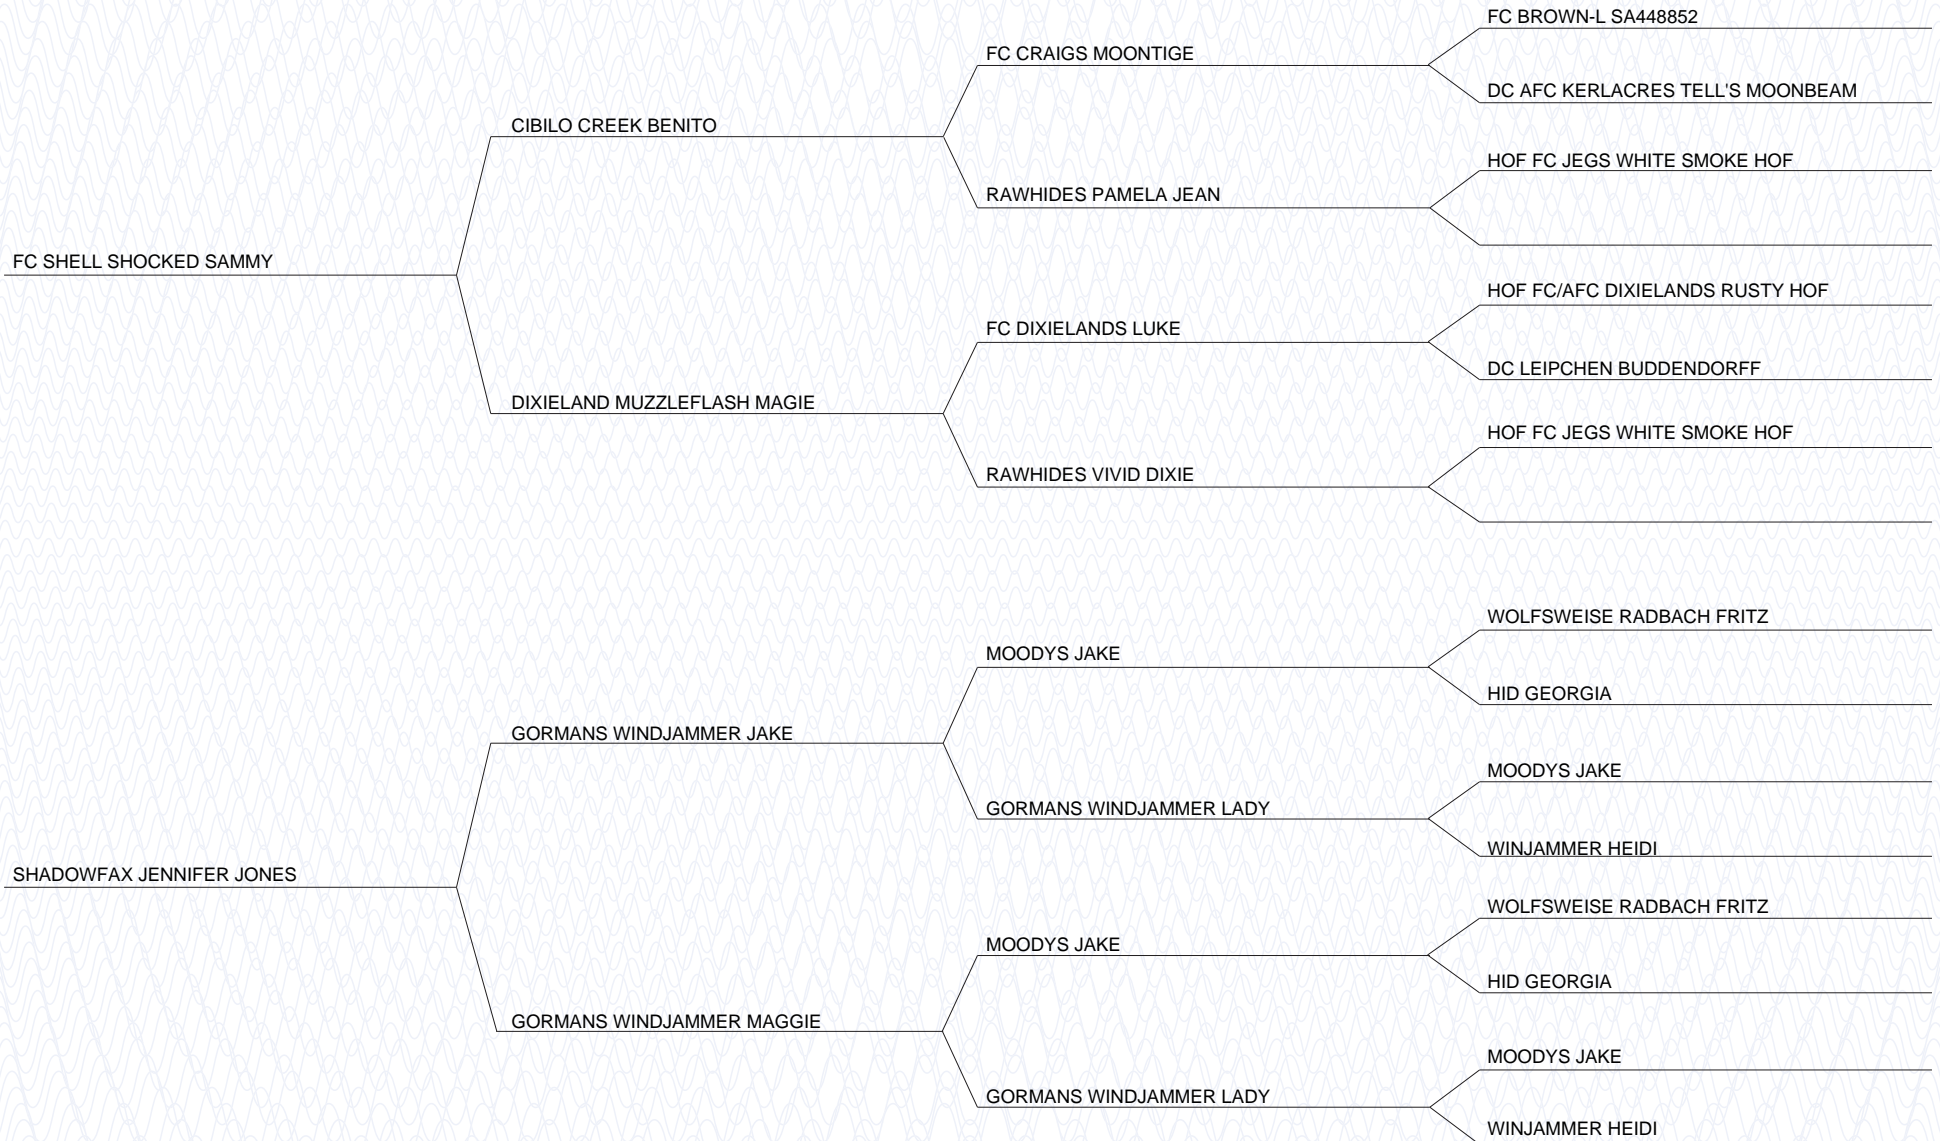 FC BROWN-L SA448852
FC CRAIGS MOONTIGE
DC AFC KERLACRES TELL'S MOONBEAM
CIBILO CREEK BENITO
HOF FC JEGS WHITE SMOKE HOF
RAWHIDES PAMELA JEAN
FC SHELL SHOCKED SAMMY
HOF FC/AFC DIXIELANDS RUSTY HOF
FC DIXIELANDS LUKE
DC LEIPCHEN BUDDENDORFF
DIXIELAND MUZZLEFLASH MAGIE
HOF FC JEGS WHITE SMOKE HOF
RAWHIDES VIVID DIXIE
WOLFSWEISE RADBACH FRITZ
MOODYS JAKE
HID GEORGIA
GORMANS WINDJAMMER JAKE
MOODYS JAKE
GORMANS WINDJAMMER LADY
WINJAMMER HEIDI
SHADOWFAX JENNIFER JONES
WOLFSWEISE RADBACH FRITZ
MOODYS JAKE
HID GEORGIA
GORMANS WINDJAMMER MAGGIE
MOODYS JAKE
GORMANS WINDJAMMER LADY
WINJAMMER HEIDI